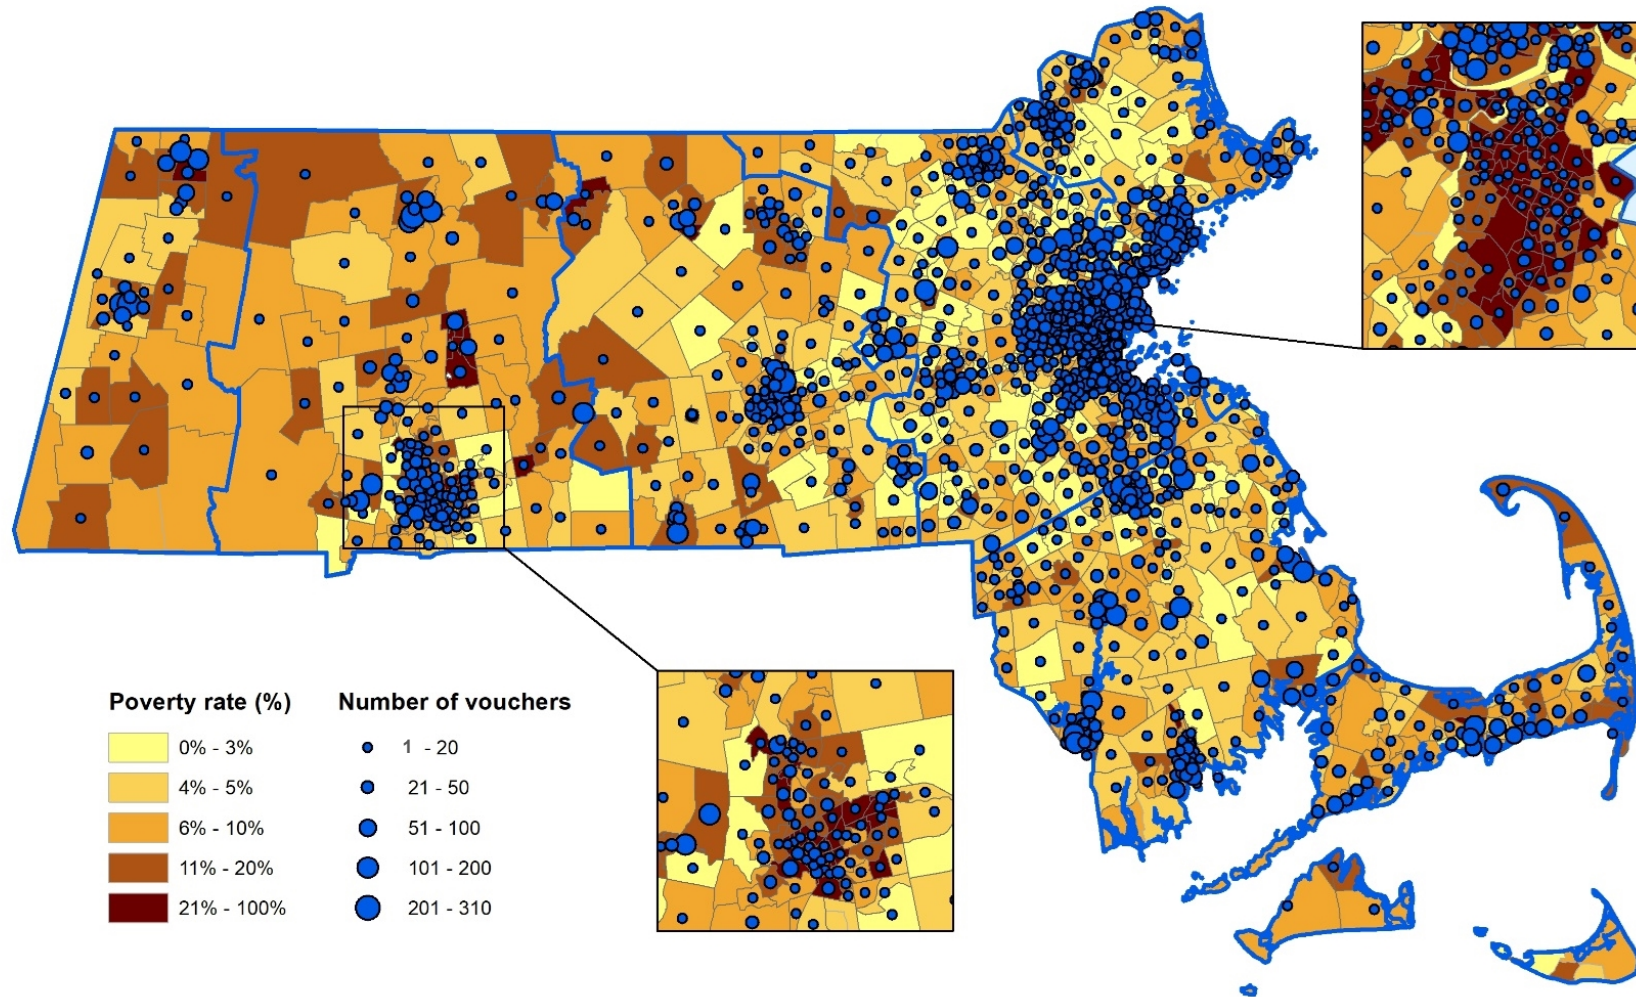 Poverty rate (%)
0% - 3%
4% - 5%
6% - 10%
11% - 20%
21% - 100%
Number of vouchers
1 - 20
21 - 50
51 - 100
101 - 200
201 - 310